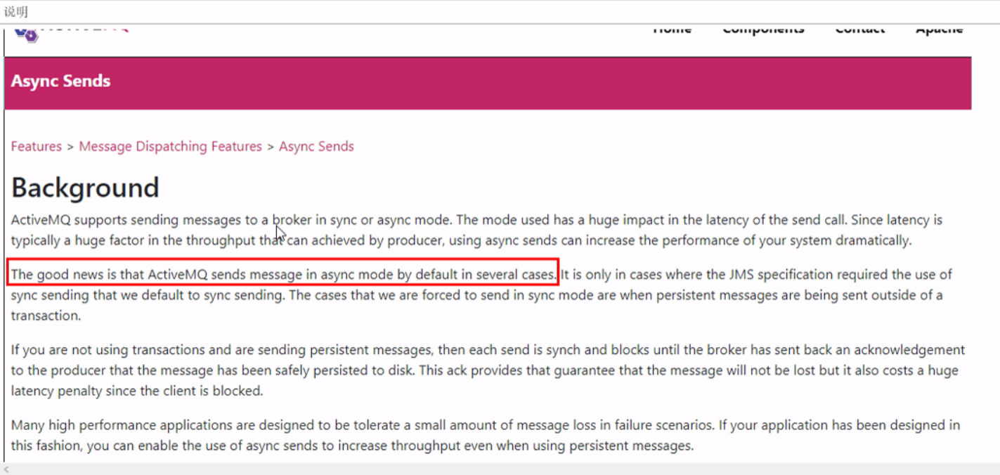 说明
Home Components Contact Apache
Async Sends
Features > Message Dispatching Features > Async Sends
Background
ActiveMQ supports sending messages to a broker in sync or async mode. The mode used has a huge impact in the latency of the send call. Since latency is
typically a huge factor in the throughput that can achieved by producer, using async sends can increase the performance of your system dramatically.
The good news is that ActiveMQ sends message in async mode by default in several cases. It is only in cases where the JMS specification required the use of
sync sending that we default to sync sending. The cases that we are forced to send in sync mode are when persistent messages are being sent outside of a
transaction.
If you are not using transactions and are sending persistent messages, then each send is synch and blocks until the broker has sent back an acknowledgement
to the producer that the message has been safely persisted to disk. This ack provides that guarantee that the message will not be lost but it also costs a huge
latency penalty since the client is blocked.
Many high performance applications are designed to be tolerate a small amount of message loss in failure scenarios. If your application has been designed in
this fashion, you can enable the use of async sends to increase throughput even when using persistent messages.